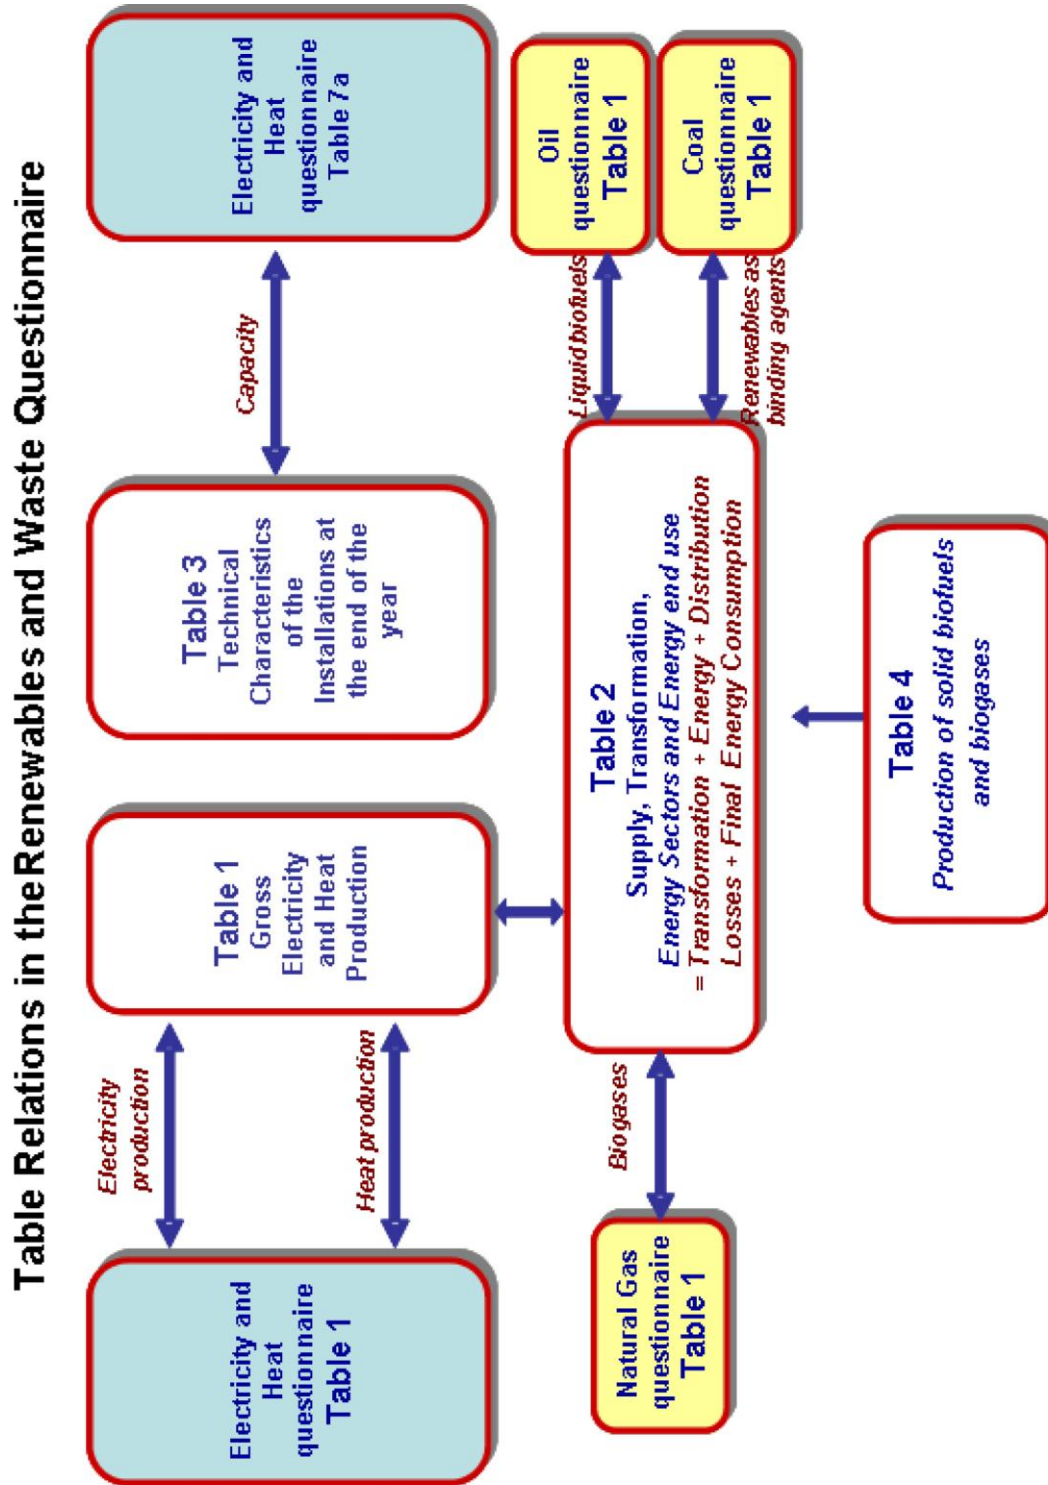 Table Relations in theRenewables and Waste Questionnaire
Electricity and
Heat
questionnaire
Table 1
Electricity
production
Heat production
Table 1
Gross
Electricity
and Heat
Production
Table 3
Technical
Characteristics
of the
Installations at
the end of the
year
Capacity
Electricity and
Heat
questionnaire
Table 7a
Natural Gas
questionnaire
Table 1
Biogases
Table 2
Supply, Transformation,
Energy Sectors and Energy end use
= Transformation + Energy + Distribution
Losses + Final Energy Consumption
Liquid biofuels
Oil
questionnaire
Table 1
Renewables as
binding agents
Coal
questionnaire
Table 1
Table 4
Production of solid biofuels
and biogases